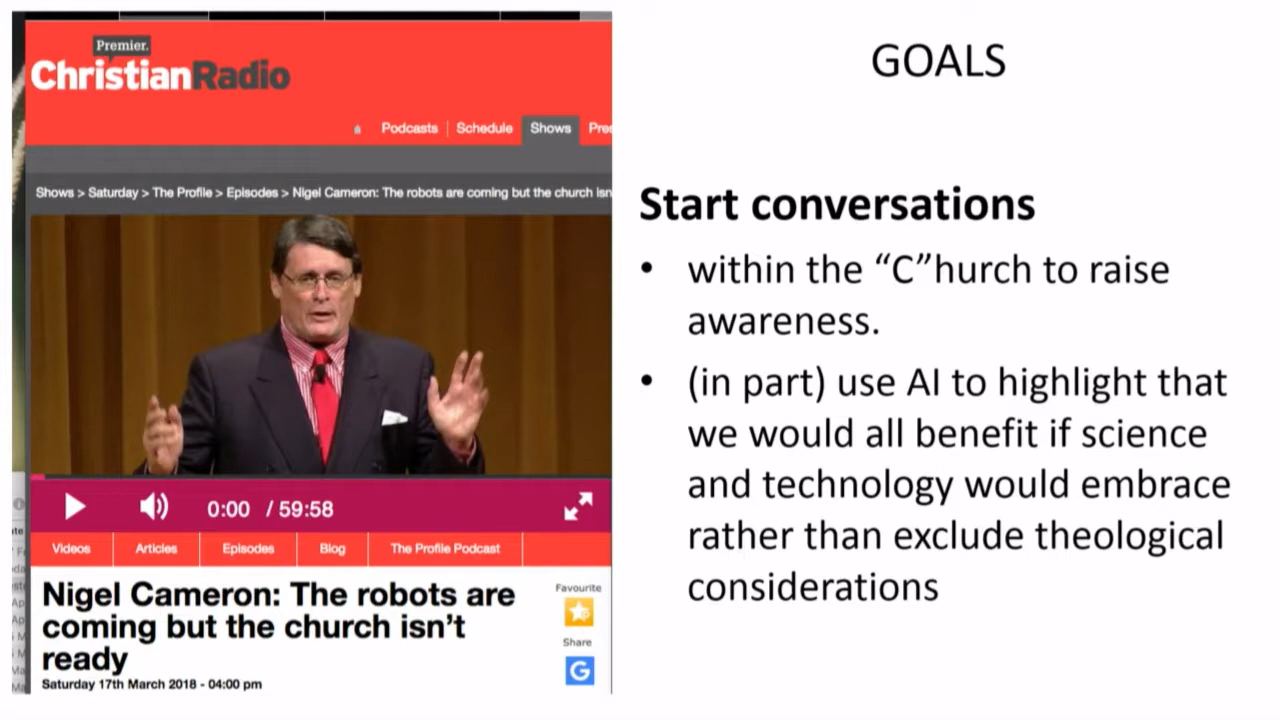 Premier.
ChristianRadio
Podcasts
Schedule
Shows
Shows > Saturday > The Profile > Episodes > Nigel Cameron: The robots are coming but the church
0:00 / 59:58
Videos
Articles
Episodes
Blog
The Profile Podcast
Nigel Cameron: The robots are
coming but the church isn't
ready
Saturday 17th March 2018 - 04:00 pm
Favourite
Share
G
GOALS
Start conversations
• within the “C”hurch to raise
awareness.
• (in part) use AI to highlight that
we would all benefit if science
and technology would embrace
rather than exclude theological
considerations